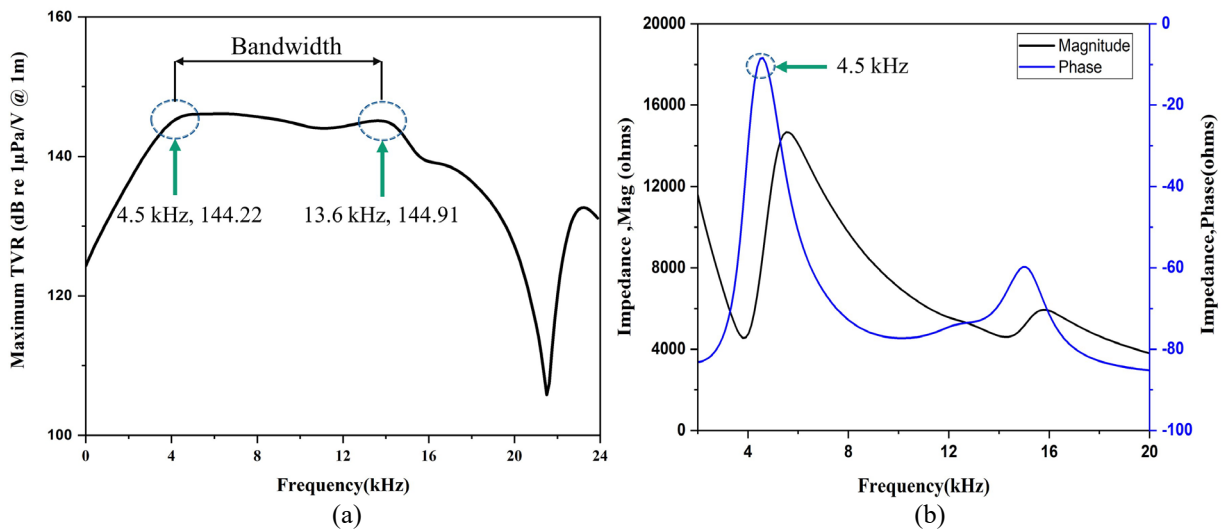 160
140
120
100
Maximum TVR (dB re 1μPa/V @ 1m)
Bandwidth
4.5 kHz, 144.22
13.6 kHz, 144.91
0 4 8 12 16 20 24
Frequency(kHz)
(a)
20000
16000
12000
8000
4000
0
Impedance ,Mag (ohms)
4.5 kHz
Magnitude
Phase
0
-20
-40
-60
-80
-100
Impedance,Phase(ohms)
4 8 12 16 20
Frequency(kHz)
(b)